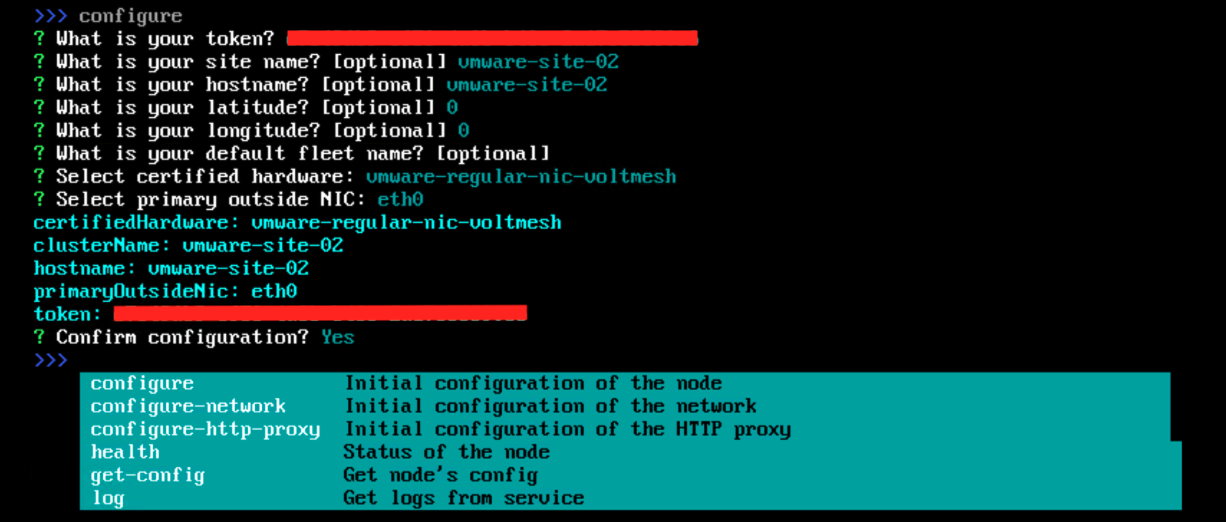 >>> configure
? What is your token?
? What is your site name? [optional] vmware-site-02
? What is your hostname? [optional] vmware-site-02
? What is your latitude? [optional] 0
? What is your longitude? [optional] 0
? What is your default fleet name? [optional]
? Select certified hardware: vmware-regular-nic-voltmesh
? Select primary outside NIC: eth0
certifiedHardware: vmware-regular-nic-voltmesh
clusterName: vmware-site-02
hostname: vmware-site-02
primaryOutsideNic: eth0
token:
? Confirm configuration? Yes
>>>
configure Initial configuration of the node
configure-network Initial configuration of the network
configure-http-proxy Initial configuration of the HTTP proxy
health Status of the node
get-config Get node's config
log Get logs from service